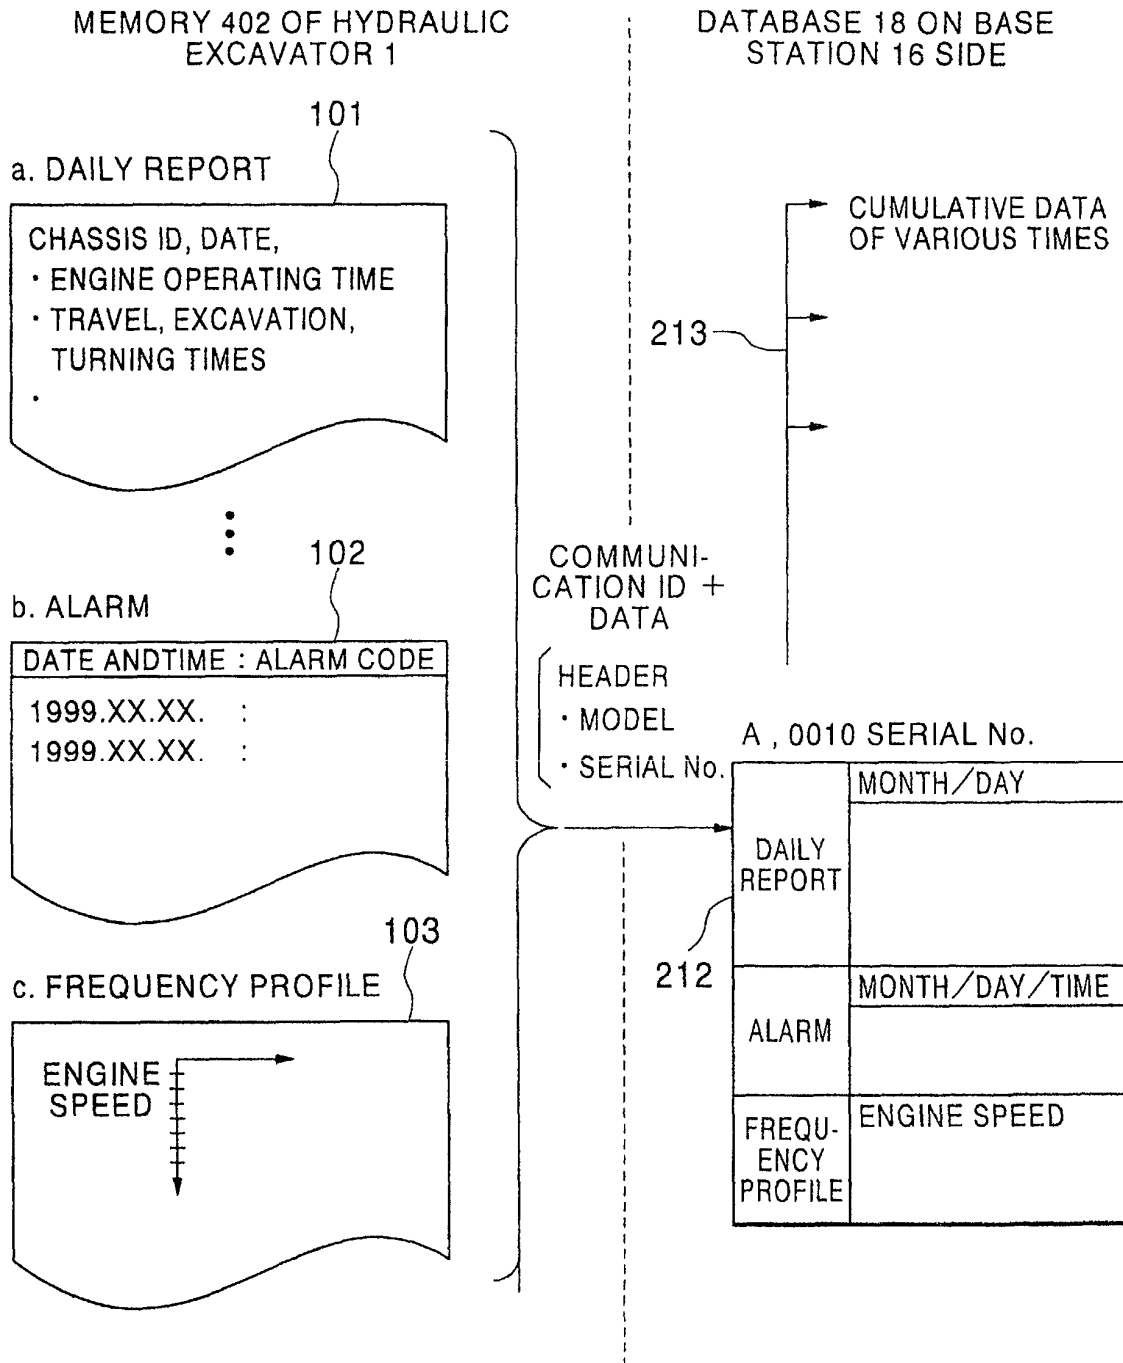 MEMORY 402 OF HYDRAULIC
EXCAVATOR 1
DATABASE 18 ON BASE
STATION 16 SIDE
101
a. DAILY REPORT
CHASSIS ID, DATE,
· ENGINE OPERATING TIME
· TRAVEL, EXCAVATION,
TURNING TIMES
·
102
b. ALARM
DATE ANDTIME : ALARM CODE
1999.XX.XX. :
1999.XX.XX. :
103
c. FREQUENCY PROFILE
ENGINE
SPEED
COMMUNI-
CATION ID +
DATA
HEADER
· MODEL
· SERIAL No.
CUMULATIVE DATA
OF VARIOUS TIMES
213
A , 0010 SERIAL No.
DAILY
REPORT
MONTH/DAY
212
ALARM
MONTH/DAY/TIME
FREQU-
ENCY
PROFILE
ENGINE SPEED